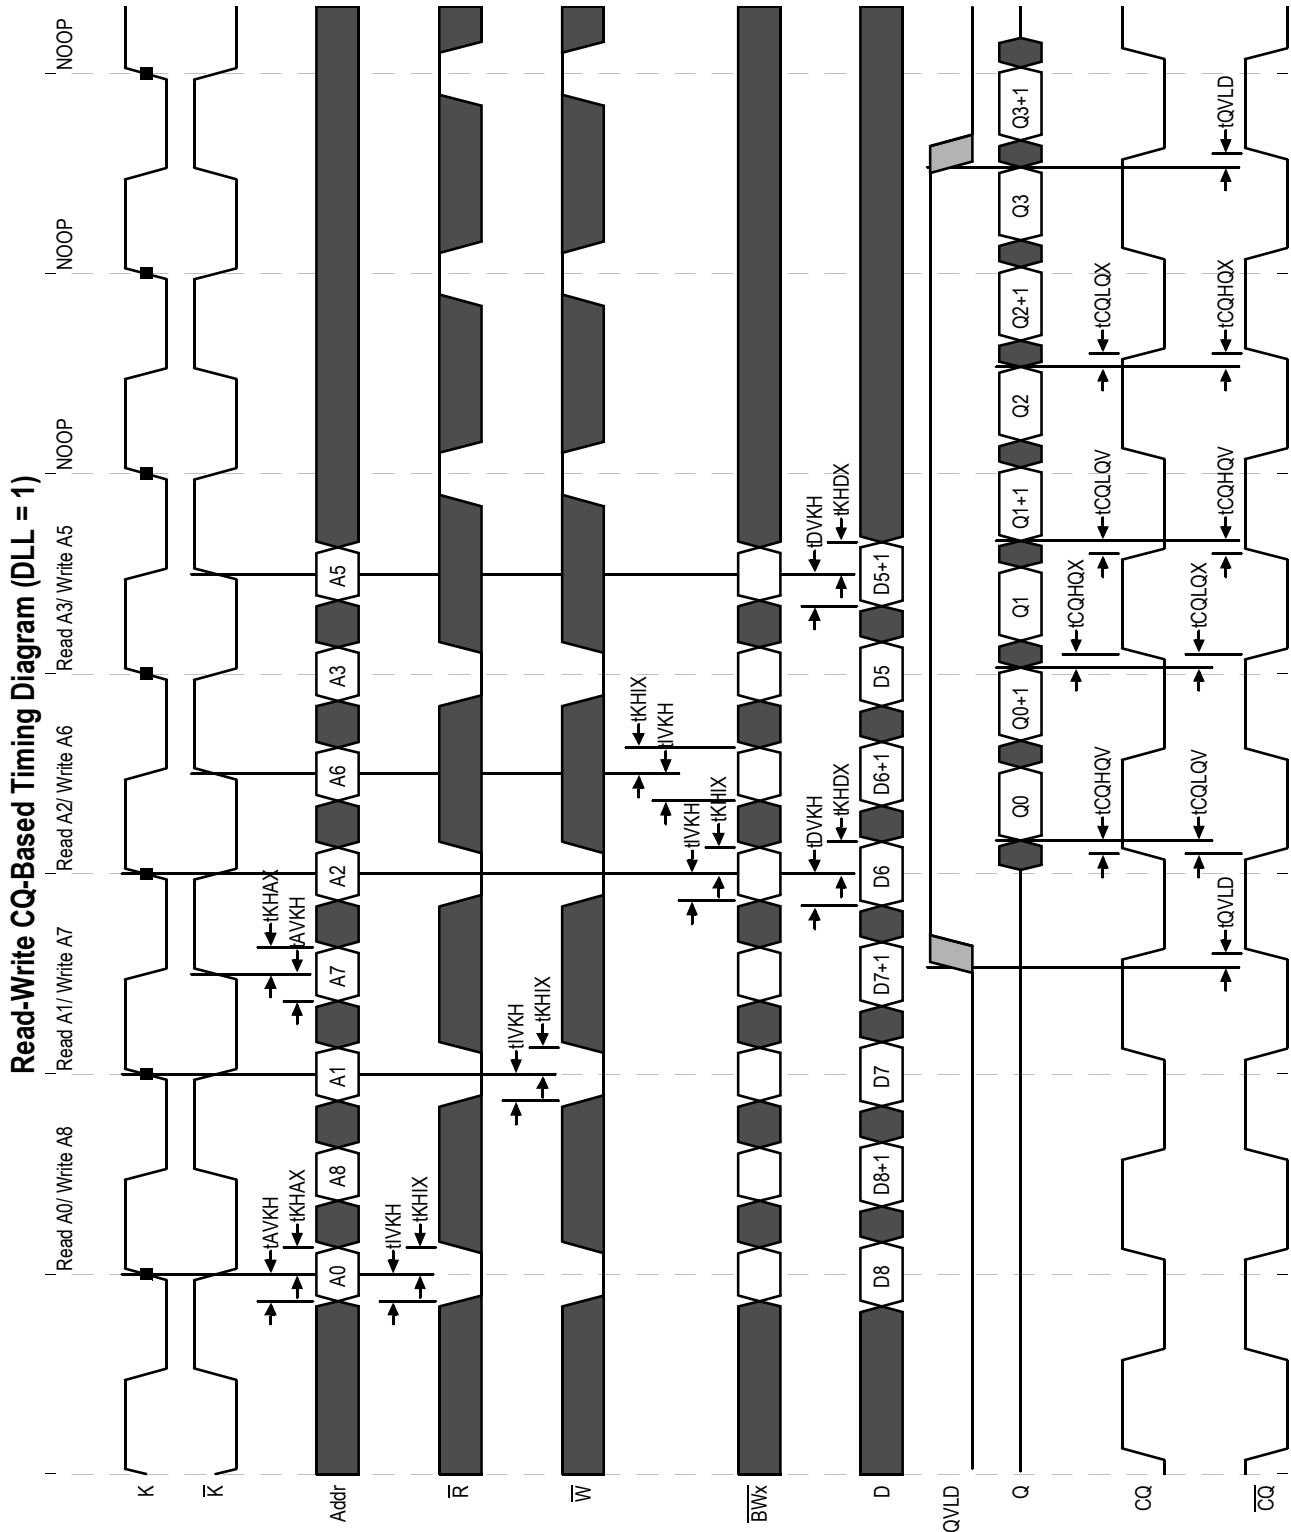 Read-Write CQ-Based Timing Diagram (DLL = 1)
Read A0/ Write A8
Read A1/ Write A7
Read A2/ Write A6
Read A3/ Write A5
NOOP
NOOP
NOOP
K
K
tAVKH
tKHAX
tKHAX
tAVKH
Addr
A0
A8
A1
A7
A2
A6
A3
A5
tIVKH
tKHIX
R
tIVKH
tKHIX
W
tKHIX
tIVKH
tIVKH
tKHIX
BWx
tDVKH
tKHDX
tDVKH
tKHDX
D
D8
D8+1
D7
D7+1
D6
D6+1
D5
D5+1
QVLD
Q
Q0
Q0+1
Q1
Q1+1
Q2
Q2+1
Q3
Q3+1
tCQHQV
tCQHQX
tCQLQV
tCQLQX
CQ
tQVLD
tCQLQV
tCQLQX
tCQHQV
tCQHQX
tQVLD
CQ